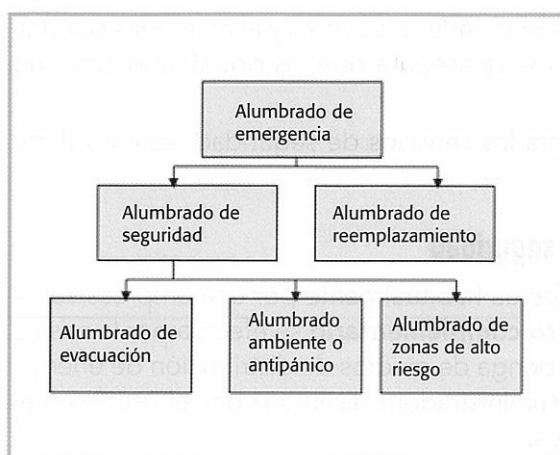 Alumbrado de
emergencia
Alumbrado de
seguridad
Alumbrado de
reemplazamiento
Alumbrado de
evacuación
Alumbrado
ambiente o
antipánico
Alumbrado de
zonas de alto
riesgo